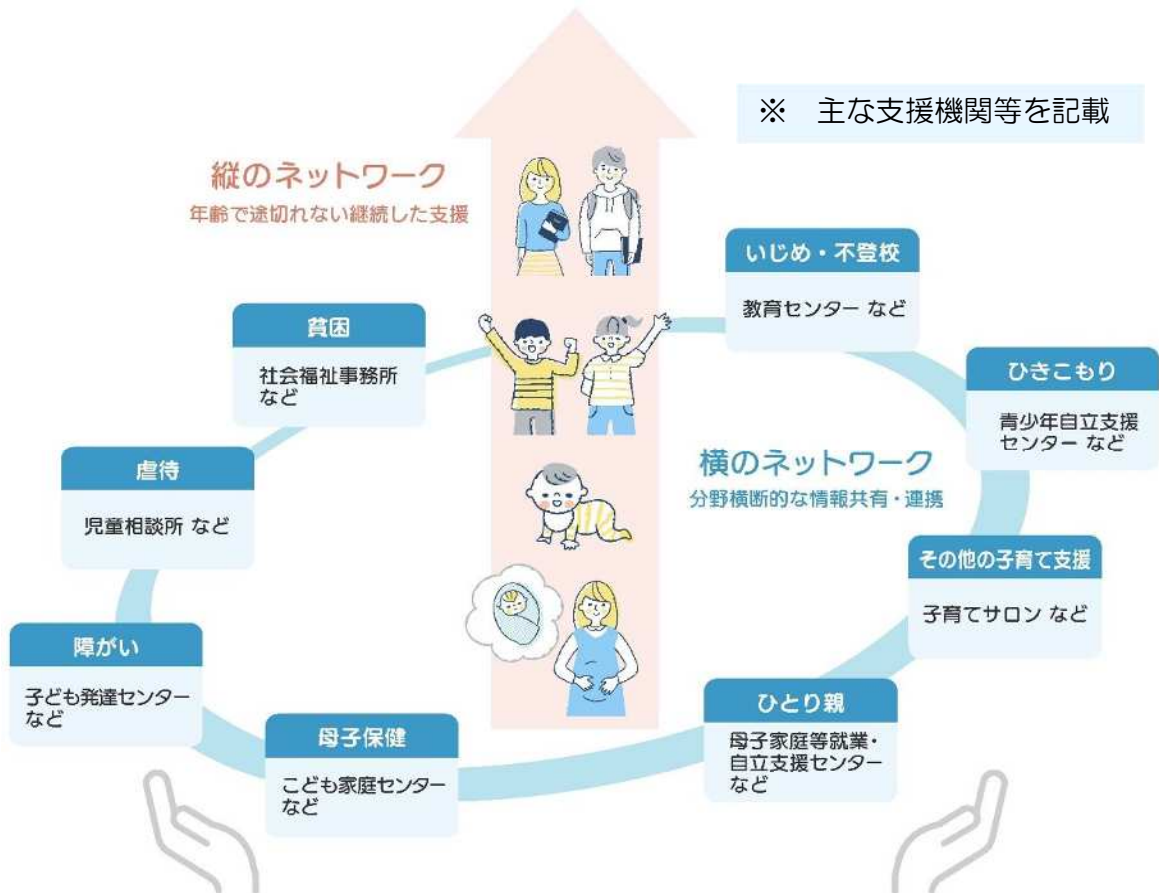 ※ 主な支援機関等を記載
縦のネットワーク
年齢で途切れない継続した支援
いじめ・不登校
教育センター など
貧困
社会福祉事務所
など
ひきこもり
青少年自立支援
センター など
虐待
児童相談所 など
横のネットワーク
分野横断的な情報共有・連携
その他の子育て支援
子育てサロン など
障がい
子ども発達センター
など
ひとり親
母子家庭等就業・
自立支援センター
など
母子保健
こども家庭センター
など